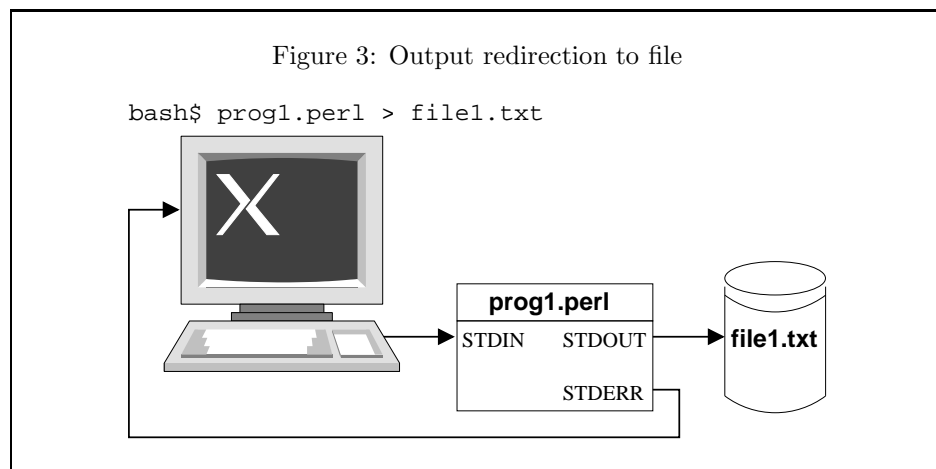 Figure 3: Output redirection to file
bash$ prog1.perl > file1.txt
X
prog1.perl
STDIN STDOUT
file1.txt
STDERR